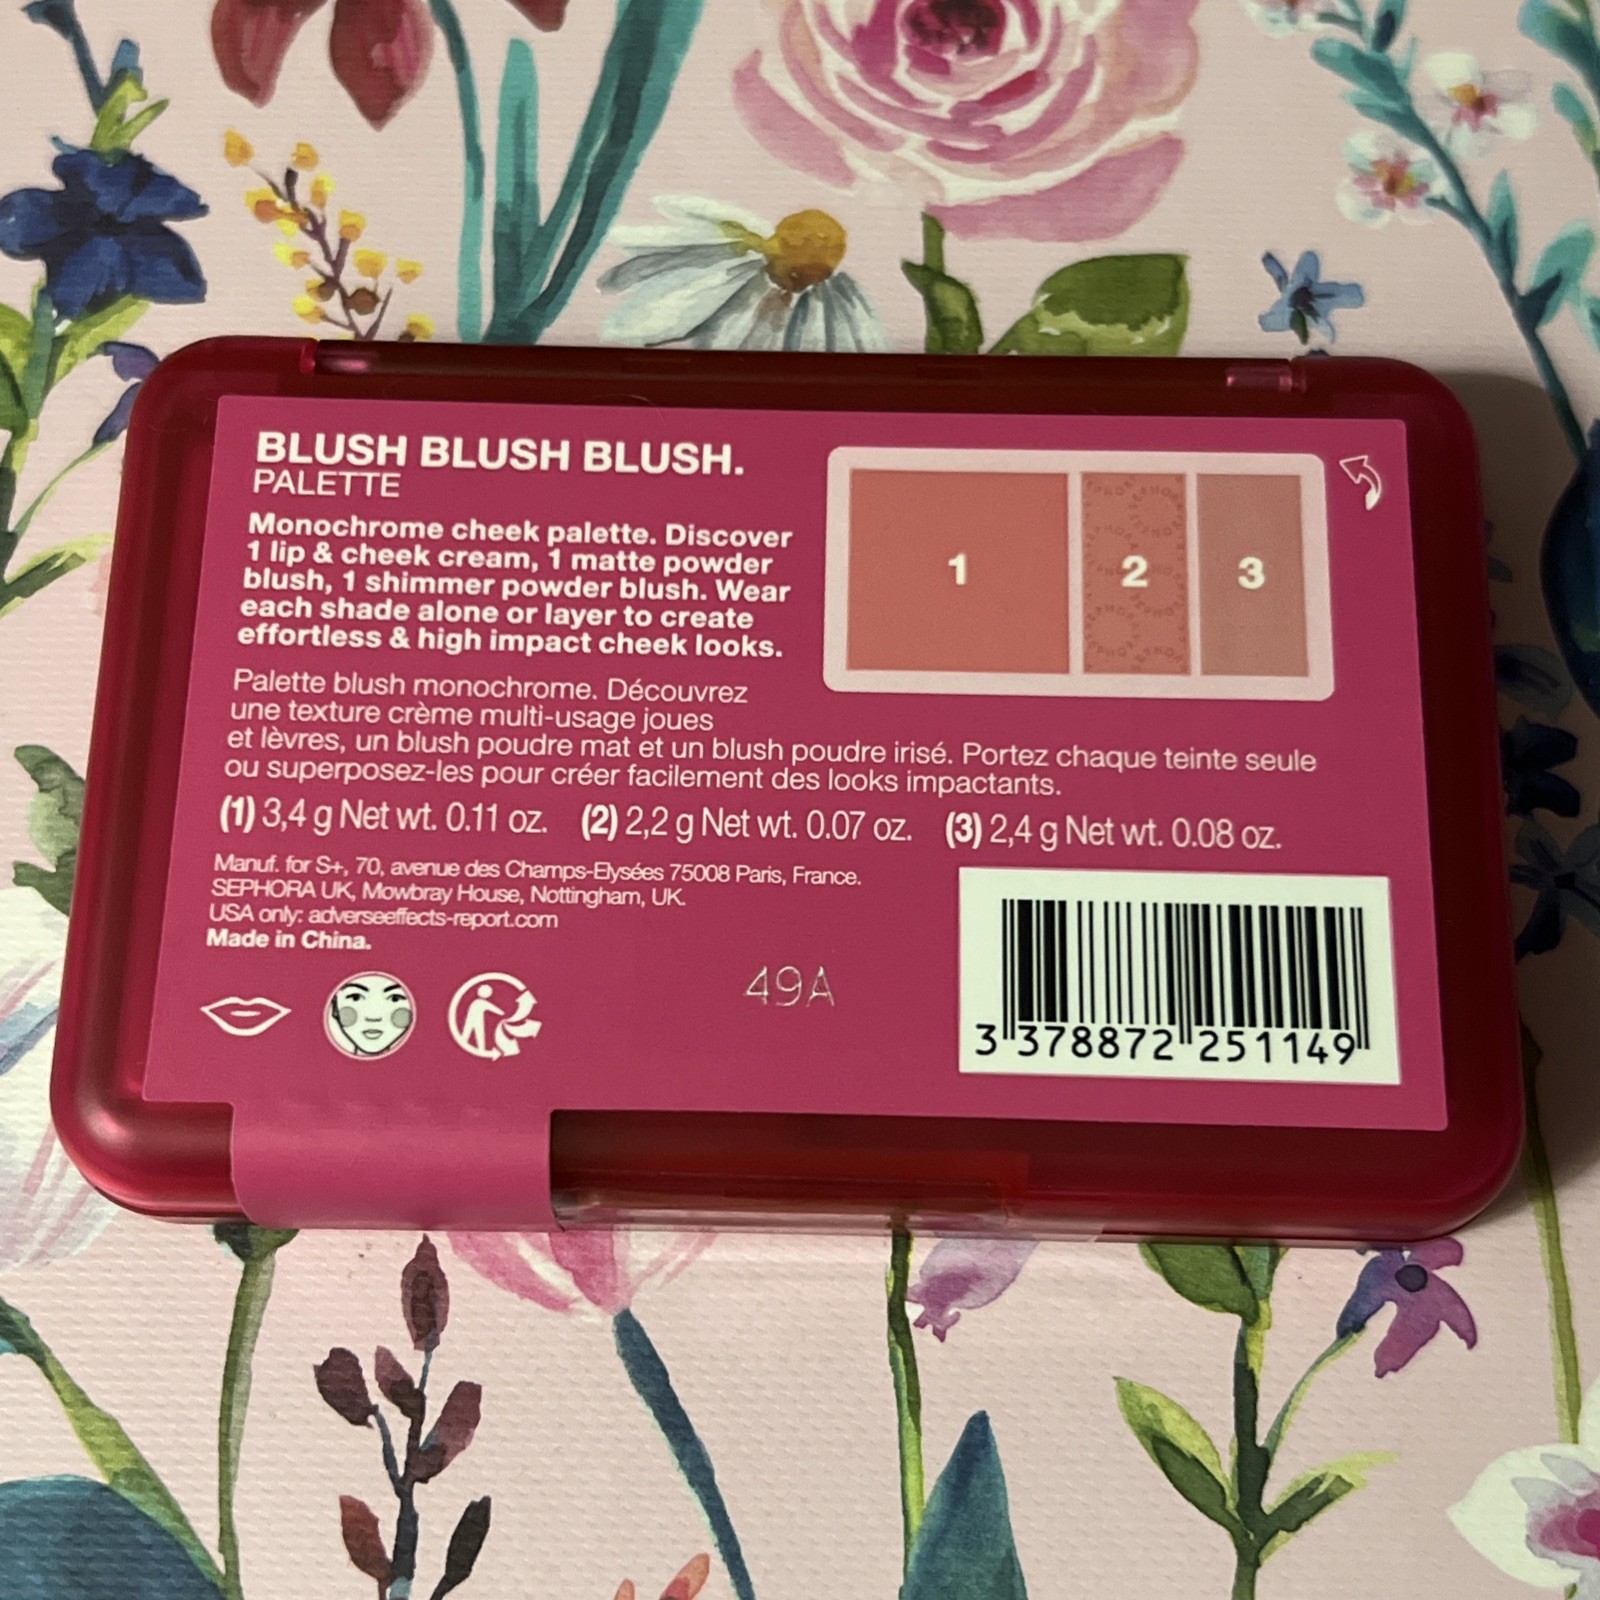 BLUSH BLUSH BLUSH.
PALETTE
Monochrome cheek palette. Discover
1 lip & cheek cream, 1 matte powder
blush, 1 shimmer powder blush. Wear
each shade alone or layer to create
effortless & high impact cheek looks.
1 2 3
Palette blush monochrome. Découvrez
une texture crème multi-usage joues
et lèvres, un blush poudre mat et un blush poudre irisé. Portez chaque teinte seule
ou superposez-les pour créer facilement des looks impactants.
(1) 3,4 g Net wt. 0.11 oz. (2) 2,2 g Net wt. 0.07 oz. (3) 2,4 g Net wt. 0.08 oz.
Manuf. for S+, 70, avenue des Champs-Elysées 75008 Paris, France.
SEPHORA UK, Mowbray House, Nottingham, UK.
USA only: adverseeffects-report.com
Made in China.
49A
3 378872 251149